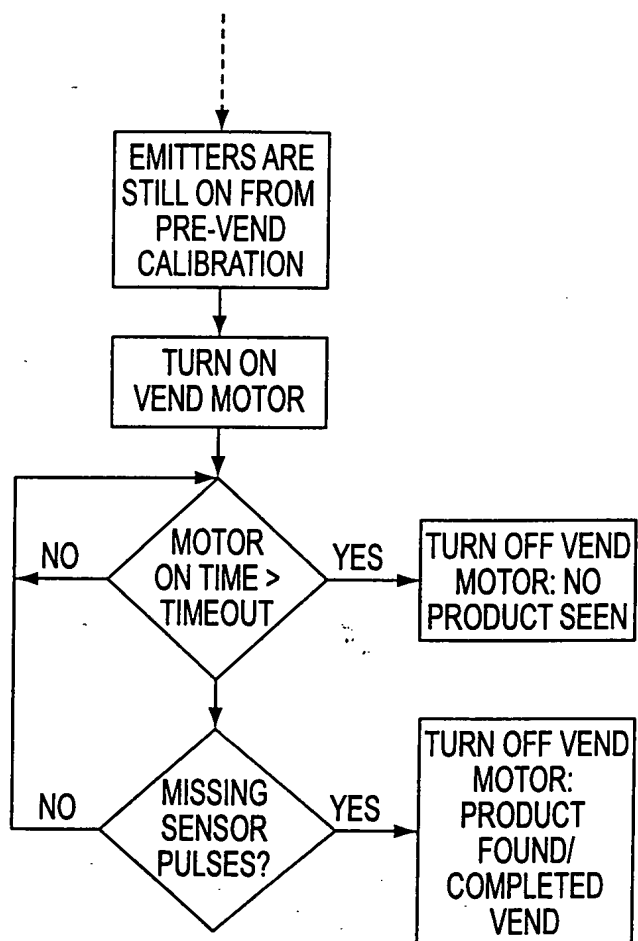 EMITTERS ARE
STILL ON FROM
PRE-VEND
CALIBRATION
TURN ON
VEND MOTOR
NO
MOTOR
ON TIME >
TIMEOUT
YES
TURN OFF VEND
MOTOR: NO
PRODUCT SEEN
NO
MISSING
SENSOR
PULSES?
YES
TURN OFF VEND
MOTOR:
PRODUCT
FOUND/
COMPLETED
VEND